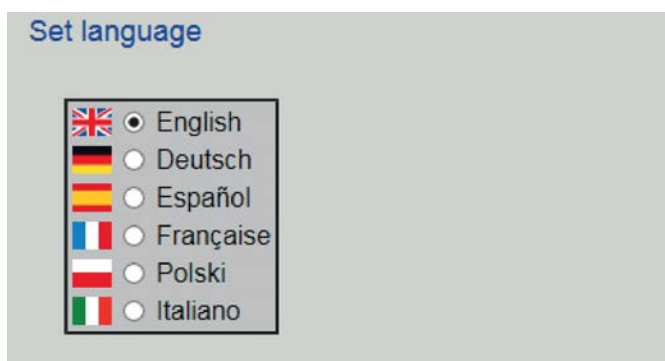 Set language
English
Deutsch
Español
Française
Polski
Italiano